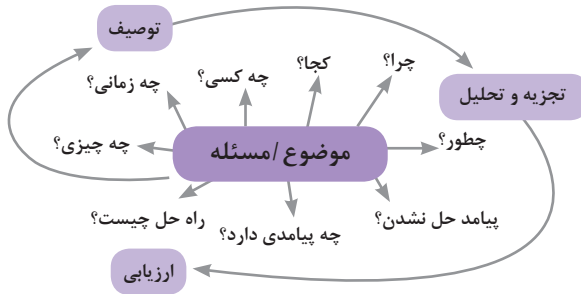 توصیف
چرا؟
کجا؟
چه کسی؟
چه زمانی؟
تجزیه و تحلیل
چطور؟
موضوع/مسئله
چه چیزی؟
پیامد حل نشدن؟
چه پیامدی دارد؟
راه حل چیست؟
ارزیابی